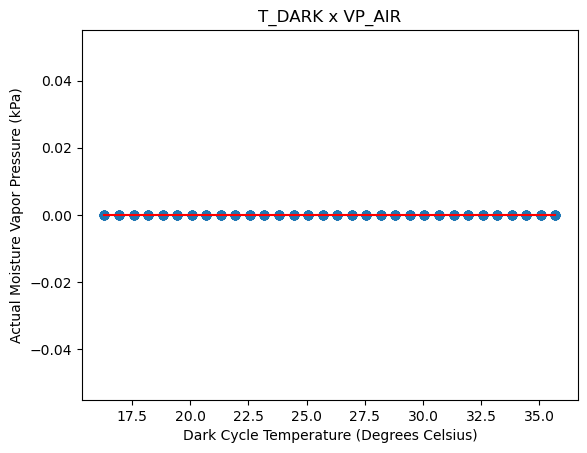 T_DARK x VP_AIR
Actual Moisture Vapor Pressure (kPa)
0.04
0.02
0.00
−0.02
−0.04
17.5 20.0 22.5 25.0 27.5 30.0 32.5 35.0
Dark Cycle Temperature (Degrees Celsius)